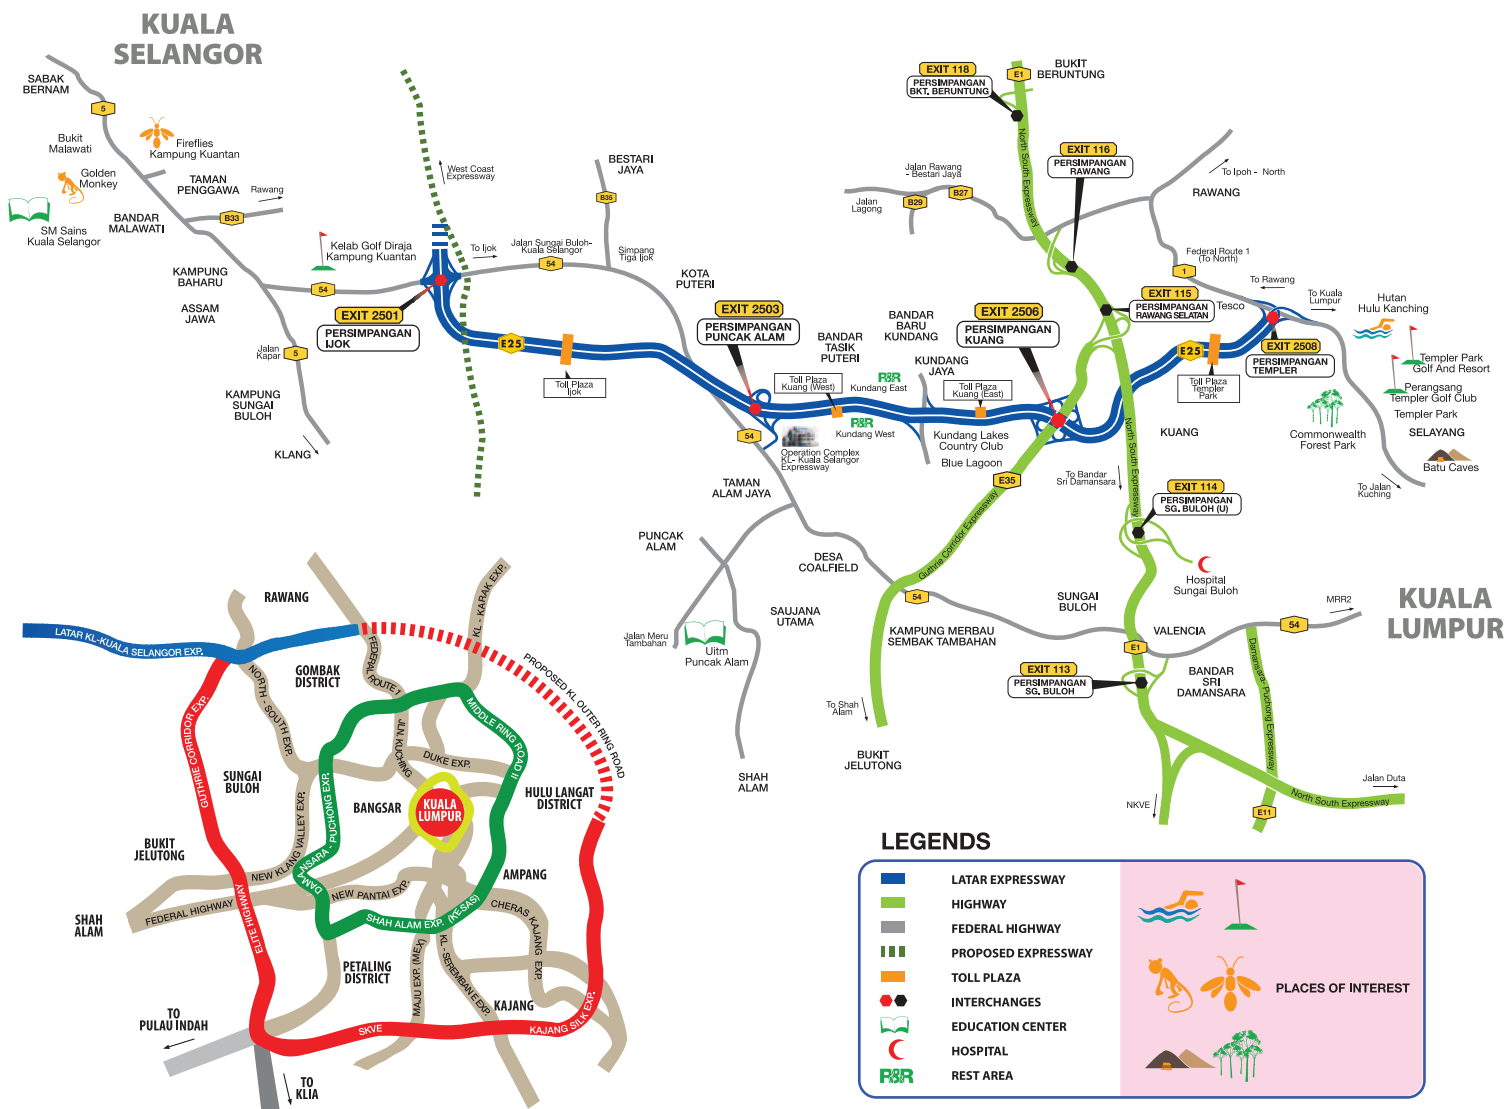 KUALA
SELANGOR
SABAK
BERNAM
5
Bukit
Malawati
Fireflies
Kampung Kuantan
Golden
Monkey
TAMAN
PENGGAWA
Rawang
B33
SM Sains
Kuala Selangor
BANDAR
MALAWATI
Kelab Golf Diraja
Kampung Kuantan
KAMPUNG
BAHARU
54
ASSAM
JAWA
Jalan
Kapar
5
KAMPUNG
SUNGAI
BULOH
KLANG
EXIT 2501
PERSIMPANGAN
IJOK
West Coast
Expressway
To Ijok
Jalan Sungai Buloh-
Kuala Selangor
54
BESTARI
JAYA
B35
Simpang
Tiga Ijok
E25
Toll Plaza
Ijok
KOTA
PUTERI
EXIT 2503
PERSIMPANGAN
PUNCAK ALAM
54
Operation Complex
KL- Kuala Selangor
Expressway
BANDAR
TASIK
PUTERI
Toll Plaza
Kuang (West)
R&R
Kundang East
R&R
Kundang West
BANDAR
BARU
KUNDANG
KUNDANG
JAYA
Toll Plaza
Kuang (East)
Kundang Lakes
Country Club
Blue Lagoon
EXIT 2506
PERSIMPANGAN
KUANG
E35
Guthrie Corridor Expressway
EXIT 118
PERSIMPANGAN
BKT. BERUNTUNG
E1
BUKIT
BERUNTUNG
North South Expressway
EXIT 116
PERSIMPANGAN
RAWANG
Jalan Rawang
- Bestari Jaya
Jalan
Lagong
B29
B27
To Ipoh - North
RAWANG
Federal Route 1
(To North)
1
EXIT 115
PERSIMPANGAN
RAWANG SELATAN
Tesco
To Rawang
To Kuala
Lumpur
Hutan
Hulu Kanching
E25
Toll Plaza
Templer
Park
EXIT 2508
PERSIMPANGAN
TEMPLER
Templer Park
Golf And Resort
Perangsang
Templer Golf Club
Templer Park
SELAYANG
Commonwealth
Forest Park
Batu Caves
To Jalan
Kuching
KUANG
North South Expressway
To Bandar
Sri Damansara
EXIT 114
PERSIMPANGAN
SG. BULOH (U)
Hospital
Sungai Buloh
TAMAN
ALAM JAYA
PUNCAK
ALAM
DESA
COALFIELD
SAUJANA
UTAMA
Jalan Meru
Tambahan
Uitm
Puncak Alam
SHAH
ALAM
54
KAMPUNG MERBAU
SEMBAK TAMBAHAN
To Shah
Alam
BUKIT
JELUTONG
SUNGAI
BULOH
E1
VALENCIA
54
MRR2
KUALA
LUMPUR
EXIT 113
PERSIMPANGAN
SG. BULOH
BANDAR
SRI
DAMANSARA
Damansara- Puchong Expressway
E11
NKVE
North South Expressway
Jalan Duta
RAWANG
LATAR KL-KUALA SELANGOR EXP.
GOMBAK
DISTRICT
FEDERAL ROUTE 1
KL - KARAK EXP.
PROPOSED KL OUTER RING ROAD
NORTH - SOUTH EXP.
GUTHRIE CORRIDOR EXP.
JLN. KUCHING
MIDDLE RING ROAD II
DUKE EXP.
SUNGAI
BULOH
BANGSAR
KUALA
LUMPUR
HULU LANGAT
DISTRICT
DAMANSARA - PUCHONG EXP.
BUKIT
JELUTONG
NEW KLANG VALLEY EXP.
AMPANG
NEW PANTAI EXP.
FEDERAL HIGHWAY
SHAH
ALAM
SHAH ALAM EXP. (KESAS)
CHERAS KAJANG EXP.
ELITE HIGHWAY
PETALING
DISTRICT
MAJU EXP. (MEX)
KL - SEREMBAN EXP.
KAJANG
TO
PULAU INDAH
SKVE
KAJANG SILK EXP.
TO
KLIA
LEGENDS
LATAR EXPRESSWAY
HIGHWAY
FEDERAL HIGHWAY
PROPOSED EXPRESSWAY
TOLL PLAZA
INTERCHANGES
EDUCATION CENTER
HOSPITAL
R&R
REST AREA
PLACES OF INTEREST